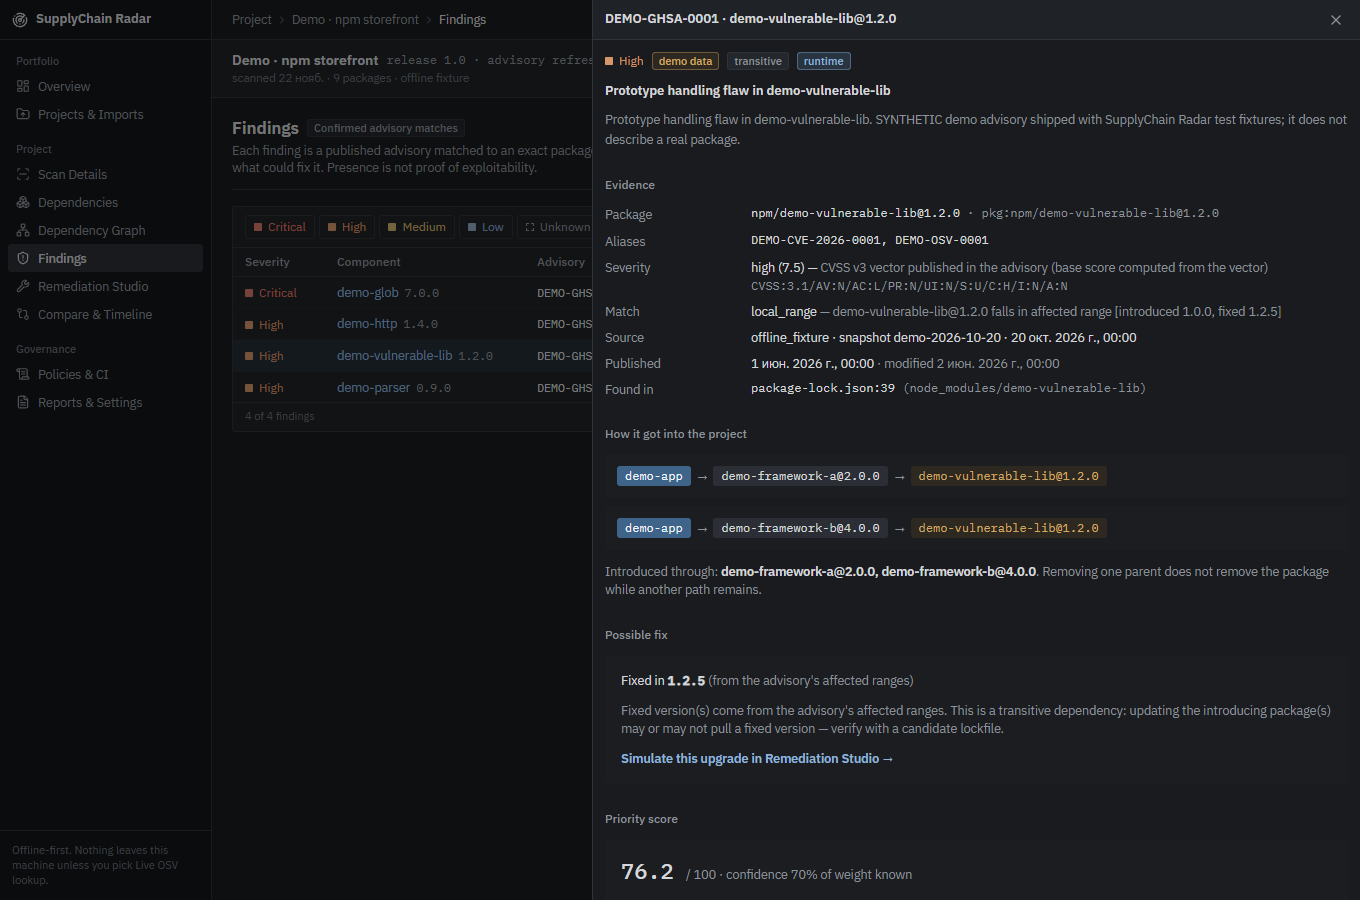 SupplyChain Radar
Portfolio
Overview
Projects & Imports
Project
Scan Details
Dependencies
Dependency Graph
Findings
Remediation Studio
Compare & Timeline
Governance
Policies & CI
Reports & Settings
Offline-first. Nothing leaves this
machine unless you pick Live OSV
lookup.
Project › Demo · npm storefront › Findings
Demo · npm storefront release 1.0 · advisory refres
scanned 22 нояб. · 9 packages · offline fixture
Findings Confirmed advisory matches
Each finding is a published advisory matched to an exact package
what could fix it. Presence is not proof of exploitability.
Critical High Medium Low Unknown
Severity Component Advisory
Critical demo-glob 7.0.0 DEMO-GHS
High demo-http 1.4.0 DEMO-GHS
High demo-vulnerable-lib 1.2.0 DEMO-GHS
High demo-parser 0.9.0 DEMO-GHS
4 of 4 findings
DEMO-GHSA-0001 · demo-vulnerable-lib@1.2.0
High demo data transitive runtime
Prototype handling flaw in demo-vulnerable-lib
Prototype handling flaw in demo-vulnerable-lib. SYNTHETIC demo advisory shipped with SupplyChain Radar test fixtures; it does not
describe a real package.
Evidence
Package npm/demo-vulnerable-lib@1.2.0 · pkg:npm/demo-vulnerable-lib@1.2.0
Aliases DEMO-CVE-2026-0001, DEMO-OSV-0001
Severity high (7.5) — CVSS v3 vector published in the advisory (base score computed from the vector)
CVSS:3.1/AV:N/AC:L/PR:N/UI:N/S:U/C:H/I:N/A:N
Match local_range — demo-vulnerable-lib@1.2.0 falls in affected range [introduced 1.0.0, fixed 1.2.5]
Source offline_fixture · snapshot demo-2026-10-20 · 20 окт. 2026 г., 00:00
Published 1 июн. 2026 г., 00:00 · modified 2 июн. 2026 г., 00:00
Found in package-lock.json:39 (node_modules/demo-vulnerable-lib)
How it got into the project
demo-app → demo-framework-a@2.0.0 → demo-vulnerable-lib@1.2.0
demo-app → demo-framework-b@4.0.0 → demo-vulnerable-lib@1.2.0
Introduced through: demo-framework-a@2.0.0, demo-framework-b@4.0.0. Removing one parent does not remove the package
while another path remains.
Possible fix
Fixed in 1.2.5 (from the advisory's affected ranges)
Fixed version(s) come from the advisory's affected ranges. This is a transitive dependency: updating the introducing package(s)
may or may not pull a fixed version — verify with a candidate lockfile.
Simulate this upgrade in Remediation Studio →
Priority score
76.2 / 100 · confidence 70% of weight known